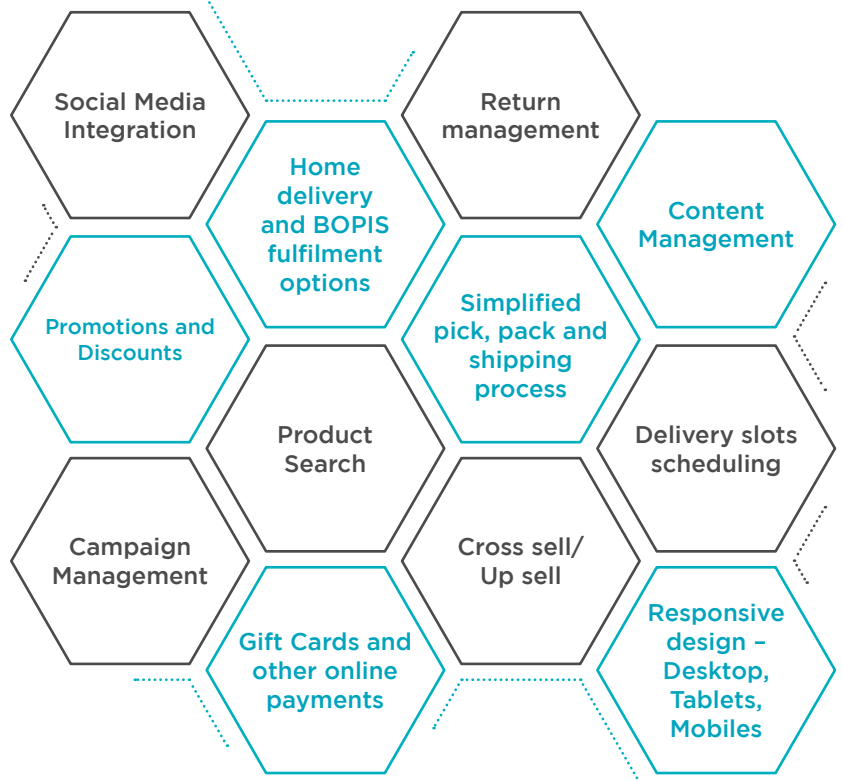 Social Media
Integration
Return
management
Home
delivery
and BOPIS
fulfilment
options
Content
Management
Promotions and
Discounts
Simplified
pick, pack and
shipping
process
Product
Search
Delivery slots
scheduling
Campaign
Management
Cross sell/
Up sell
Gift Cards and
other online
payments
Responsive
design –
Desktop,
Tablets,
Mobiles